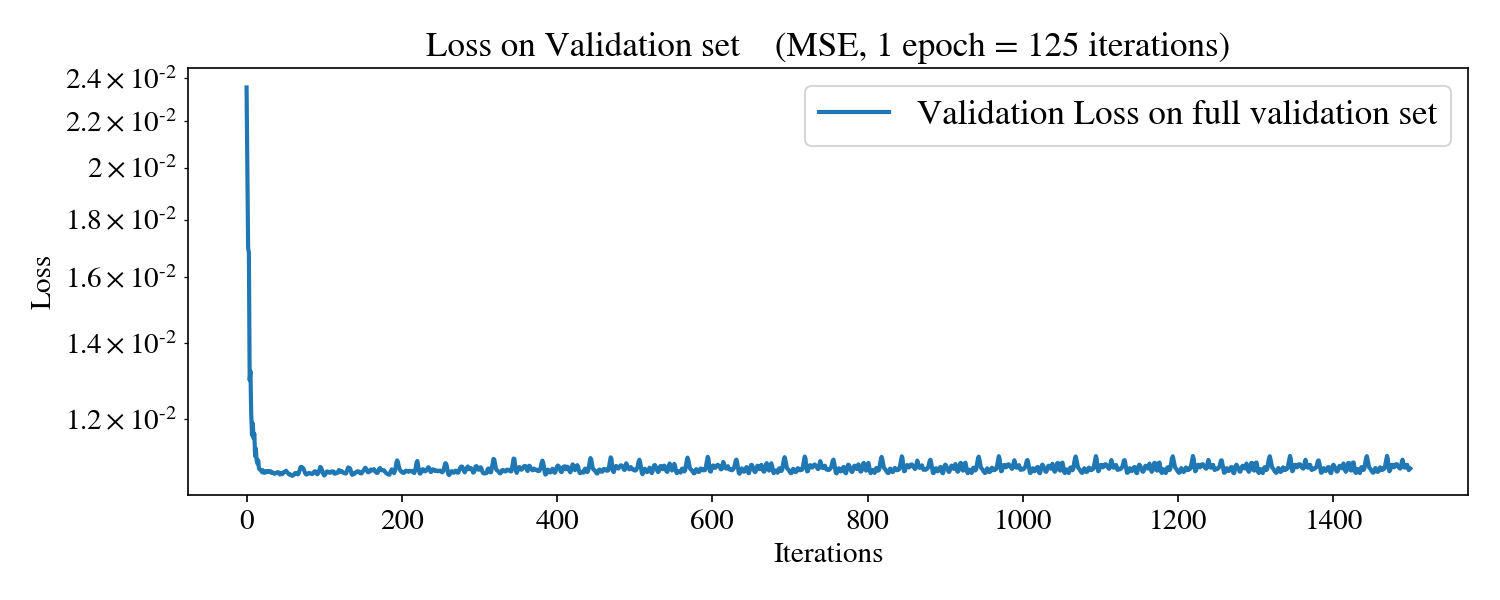 Loss on Validation set (MSE, 1 epoch = 125 iterations)
Validation Loss on full validation set
2.4 × 10⁻²
2.2 × 10⁻²
2 × 10⁻²
1.8 × 10⁻²
1.6 × 10⁻²
1.4 × 10⁻²
1.2 × 10⁻²
Loss
0 200 400 600 800 1000 1200 1400
Iterations